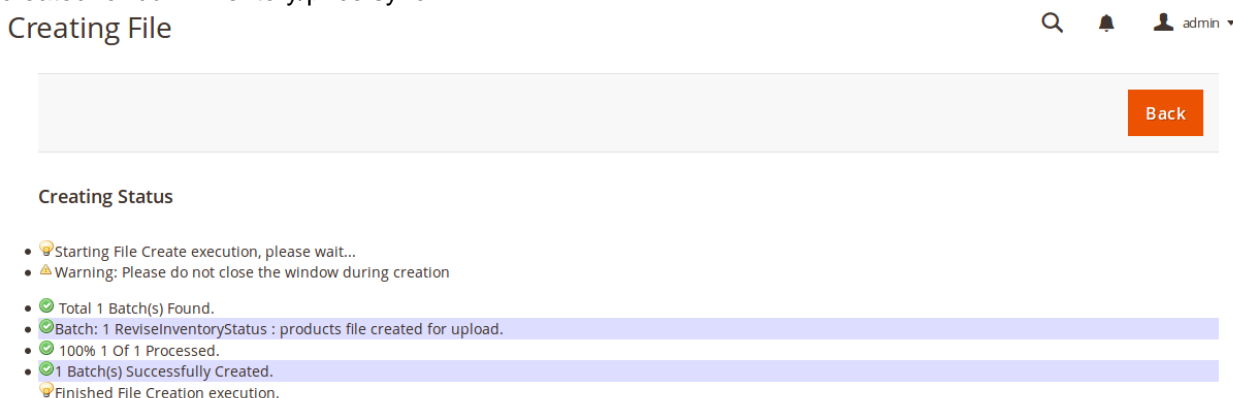 Creating File
admin
Back
Creating Status
Starting File Create execution, please wait...
Warning: Please do not close the window during creation
Total 1 Batch(s) Found.
Batch: 1 ReviseInventoryStatus : products file created for upload.
100% 1 Of 1 Processed.
1 Batch(s) Successfully Created.
Finished File Creation execution.